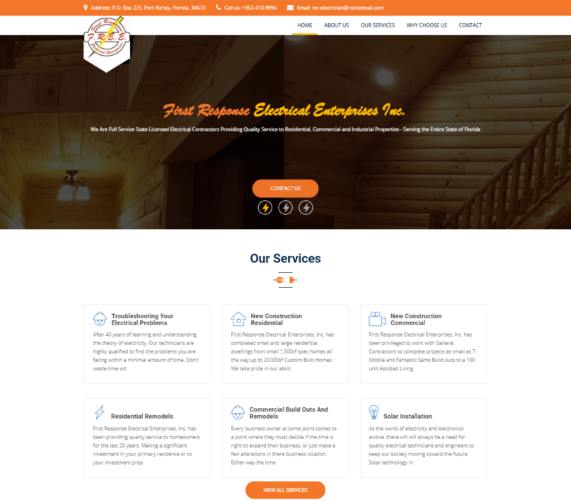 Address: P.O. Box 275, Port Richey, Florida. 34673 Call us: +352-410-9994 Email: mr.electrician@rocketmail.com
HOME ABOUT US OUR SERVICES WHY CHOOSE US CONTACT
F.R.E.E
First Response Electrical Enterprises Inc.
We Are Full Service State Licensed Electrical Contractors Providing Quality Service to Residential, Commercial and Industrial Properties - Serving the Entire State of Florida
CONTACT US
Our Services
Troubleshooting Your
Electrical Problems
After 40 years of learning and understanding
the theory of electricity, Our technicians are
highly qualified to find the problems you are
facing within a minimal amount of time, Don't
waste time wit
New Construction
Residential
First Response Electrical Enterprises, Inc. has
completed small and large residential
dwellings from small 1,500sf spec homes all
the way up to 20,000sf Custom Built Homes.
We take pride in our abilit
New Construction
Commercial
First Response Electrical Enterprises, Inc. has
been privileged to work with General
Contractors to complete projects as small as T-
Mobile and Fantastic Sams Build outs to a 100
unit Assisted Living
Residential Remodels
First Response Electrical Enterprises, Inc. has
been providing quality service to homeowners
for the last 20 years. Making a significant
investment in your primary residence or to
your investment prop
Commercial Build Outs And
Remodels
Every business owner at some point comes to
a point where they must decide if the time is
right to expand their business, or just make a
few alterations in there business location.
Either way the time
Solar Installation
As the world of electricity and electronics
evolve, there will always be a need for
quality electrical technicians and engineers to
keep our society moving toward the future.
Solar technology in
VIEW ALL SERVICES